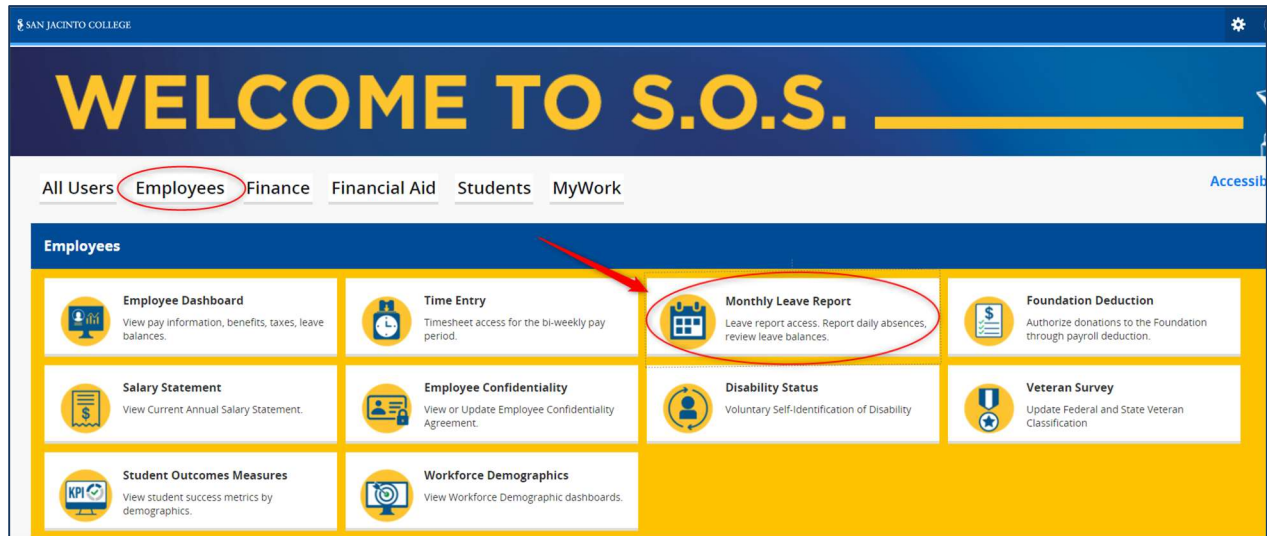 SAN JACINTO COLLEGE
WELCOME TO S.O.S.
All Users Employees Finance Financial Aid Students MyWork
Employees
Employee Dashboard
View pay information, benefits, taxes, leave
balances.
Time Entry
Timesheet access for the bi-weekly pay
period.
Monthly Leave Report
Leave report access. Report daily absences,
review leave balances.
Foundation Deduction
Authorize donations to the Foundation
through payroll deduction.
Salary Statement
View Current Annual Salary Statement.
Employee Confidentiality
View or Update Employee Confidentiality
Agreement.
Disability Status
Voluntary Self-Identification of Disability
Veteran Survey
Update Federal and State Veteran
Classification
KPI
Student Outcomes Measures
View student success metrics by
demographics.
Workforce Demographics
View Workforce Demographic dashboards.